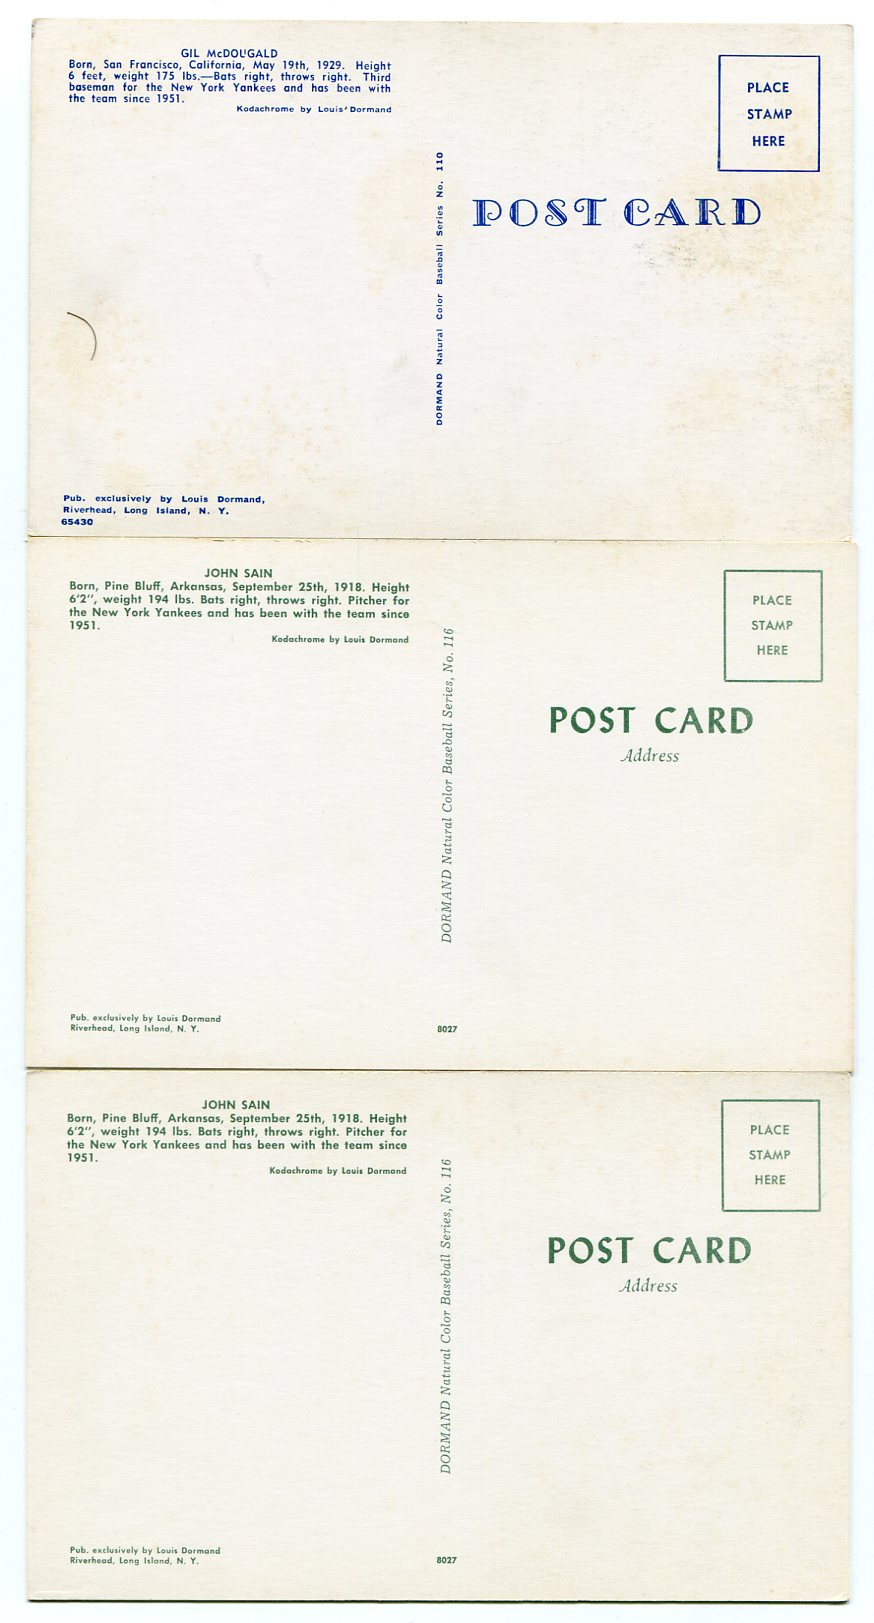 GIL McDOUGALD
Born, San Francisco, California, May 19th, 1929. Height
6 feet, weight 175 lbs.—Bats right, throws right. Third
baseman for the New York Yankees and has been with
the team since 1951.
Kodachrome by Louis Dormand
PLACE
STAMP
HERE
DORMAND Natural Color Baseball Series No. 110
POST CARD
Pub. exclusively by Louis Dormand,
Riverhead, Long Island, N. Y.
65430
JOHN SAIN
Born, Pine Bluff, Arkansas, September 25th, 1918. Height
6'2", weight 194 lbs. Bats right, throws right. Pitcher for
the New York Yankees and has been with the team since
1951.
Kodachrome by Louis Dormand
PLACE
STAMP
HERE
DORMAND Natural Color Baseball Series, No. 116
POST CARD
Address
Pub. exclusively by Louis Dormand
Riverhead, Long Island, N. Y.
8027
JOHN SAIN
Born, Pine Bluff, Arkansas, September 25th, 1918. Height
6'2", weight 194 lbs. Bats right, throws right. Pitcher for
the New York Yankees and has been with the team since
1951.
Kodachrome by Louis Dormand
PLACE
STAMP
HERE
DORMAND Natural Color Baseball Series, No. 116
POST CARD
Address
Pub. exclusively by Louis Dormand
Riverhead, Long Island, N. Y.
8027